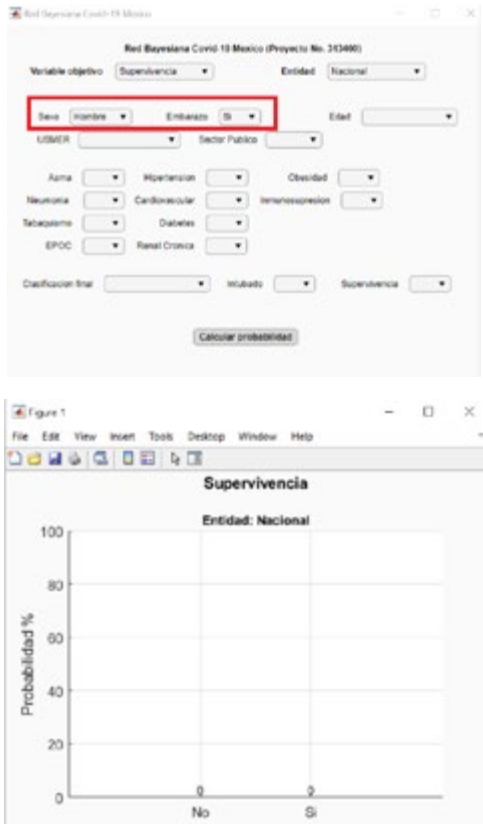 Red Bayesiana Covid-19 Mexico
Red Bayesiana Covid-19 Mexico (Proyecto No. 313400)
Variable objetivo Supervivencia Entidad Nacional
Sexo Hombre Embarazo Si Edad
USMER Sector Publico
Asma Hipertension Obesidad
Neumonia Cardiovascular Inmunosupresion
Tabaquismo Diabetes
EPOC Renal Cronica
Clasificacion final Intubado Supervivencia
Calcular probabilidad
Figure 1
File Edit View Insert Tools Desktop Window Help
Supervivencia
Entidad: Nacional
100
80
60
40
20
0
Probabilidad %
0 0
No Si